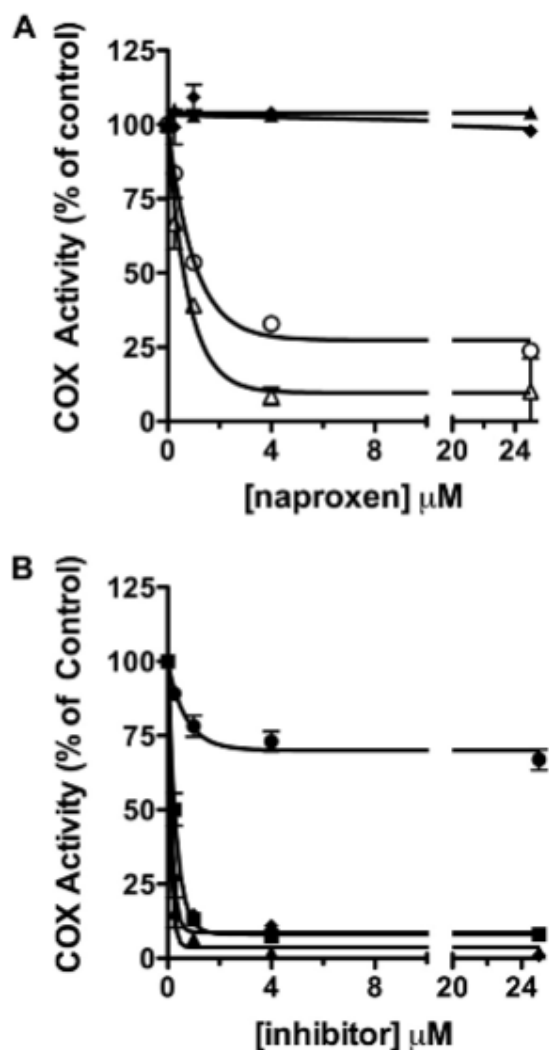 A
COX Activity (% of control)
125
100
75
50
25
0
0 4 8 20 24
[naproxen] μM
B
COX Activity (% of Control)
125
100
75
50
25
0
0 4 8 20 24
[inhibitor] μM